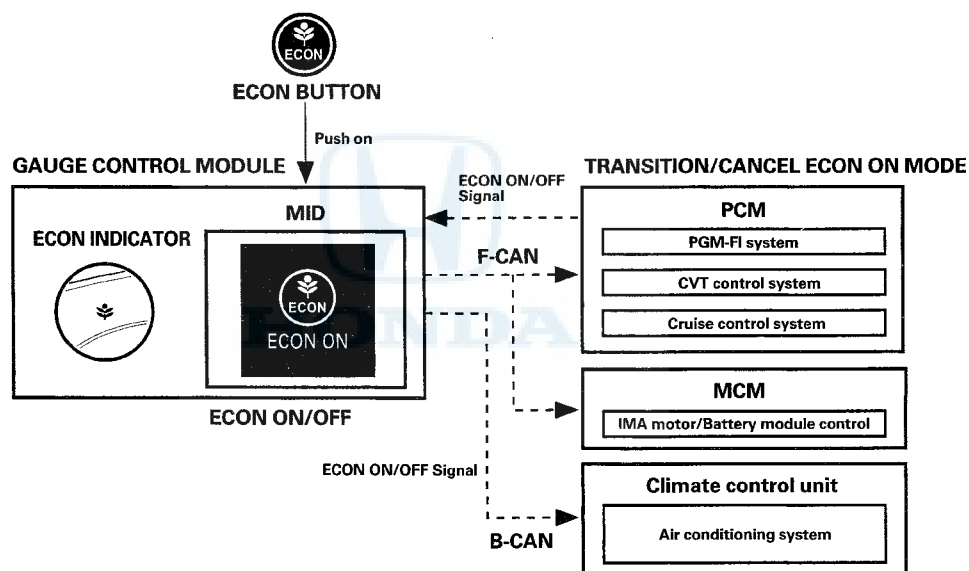 ECON
ECON BUTTON
Push on
GAUGE CONTROL MODULE
TRANSITION/CANCEL ECON ON MODE
ECON ON/OFF
Signal
MID
PCM
ECON INDICATOR
PGM-FI system
F-CAN
CVT control system
ECON
ECON ON
Cruise control system
HONDA
MCM
ECON ON/OFF
IMA motor/Battery module control
ECON ON/OFF Signal
Climate control unit
Air conditioning system
B-CAN